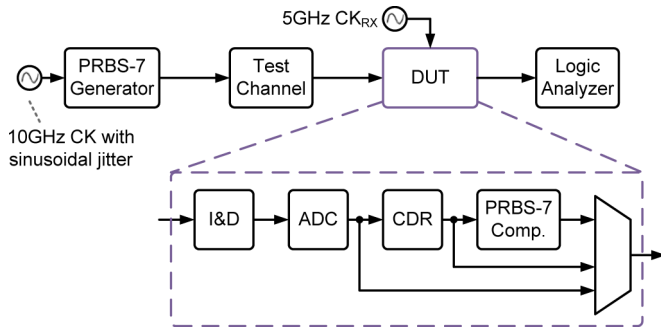 5GHz CKRX
PRBS-7
Generator
Test
Channel
DUT
Logic
Analyzer
10GHz CK with
sinusoidal jitter
I&D
ADC
CDR
PRBS-7
Comp.